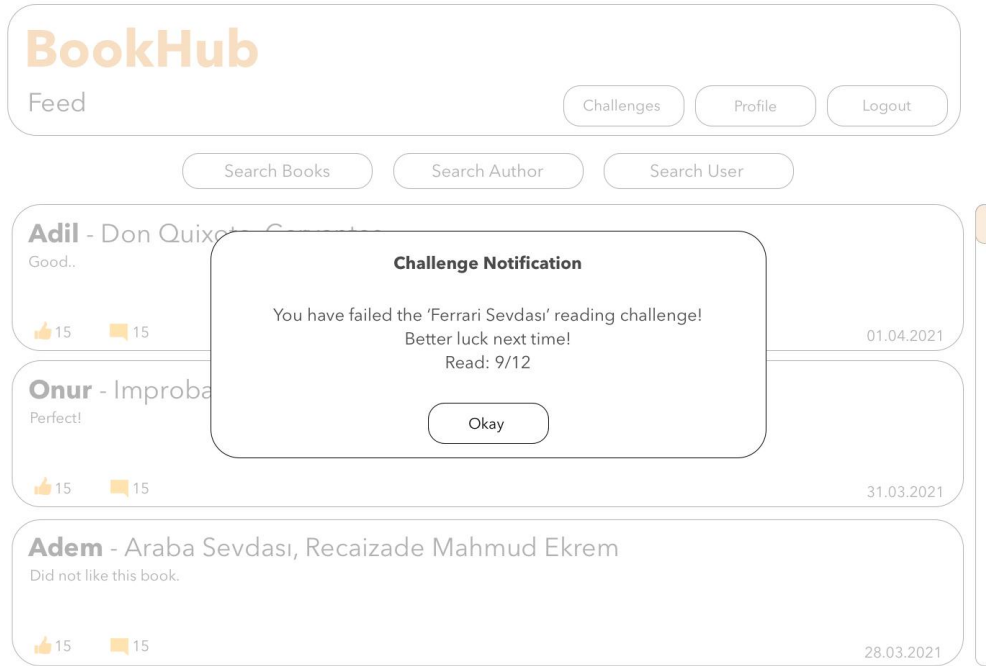 BookHub
Feed
Challenges
Profile
Logout
Search Books
Search Author
Search User
Adil - Don Quixote, Cervantes
Good..
15
15
01.04.2021
Challenge Notification
You have failed the ‘Ferrari Sevdası’ reading challenge!
Better luck next time!
Read: 9/12
Okay
Onur - Improba
Perfect!
15
15
31.03.2021
Adem - Araba Sevdası, Recaizade Mahmud Ekrem
Did not like this book.
15
15
28.03.2021